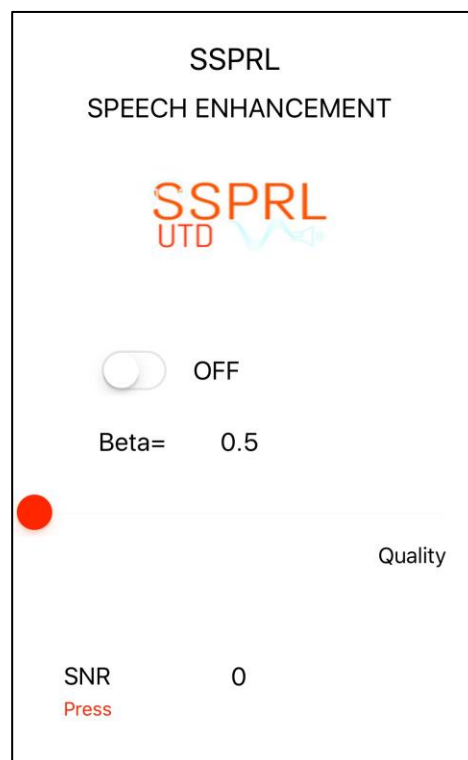 SSPRL
SPEECH ENHANCEMENT
SSPRL
UTD
OFF
Beta= 0.5
Quality
SNR 0
Press